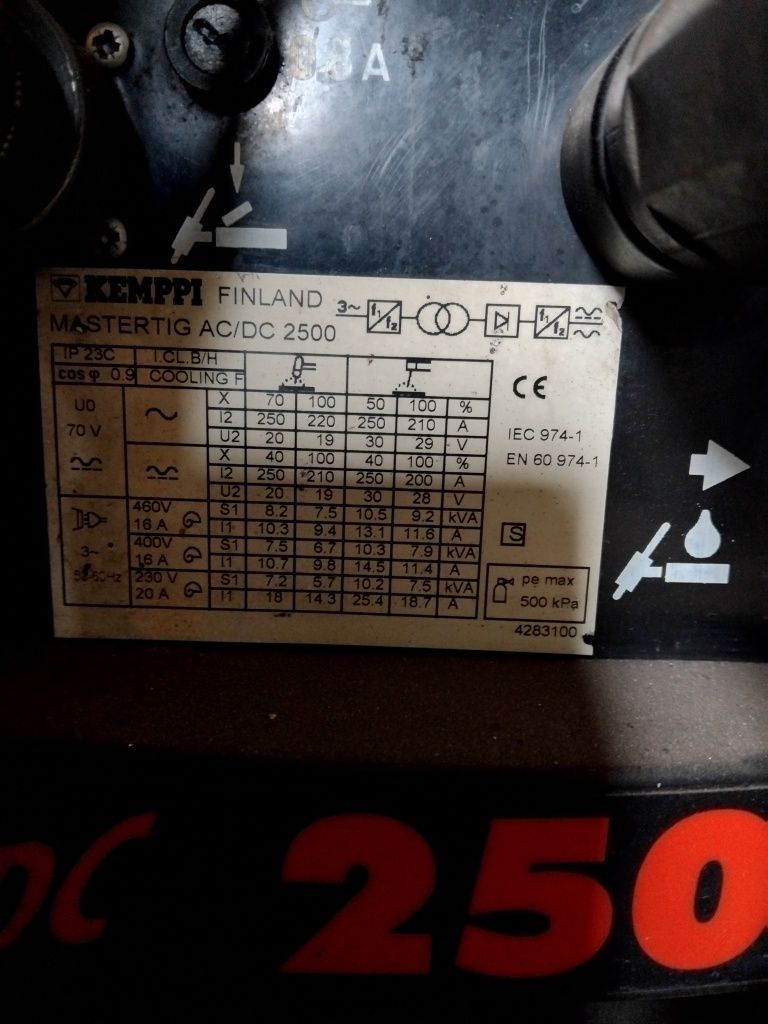 A
KEMPPI FINLAND 3~ f1 f2 f1 f2
MASTERTIG AC/DC 2500
IP 23C I.CL.B/H
cos φ 0.9 COOLING F
U0 70 V
X 70 100 50 100 %
I2 250 220 250 210 A
U2 20 19 30 29 V
X 40 100 40 100 %
I2 250 210 250 200 A
U2 20 19 30 28 V
460V 16 A S1 8.2 7.5 10.5 9.2 kVA
I1 10.3 9.4 13.1 11.6 A
3~ 400V 16 A S1 7.5 6.7 10.3 7.9 kVA
I1 10.7 9.8 14.5 11.4 A
230 V 20 A S1 7.2 5.7 10.2 7.5 kVA
I1 18 14.3 25.4 18.7 A
CE
IEC 974-1
EN 60 974-1
S
pe max
500 kPa
4283100
DC 250